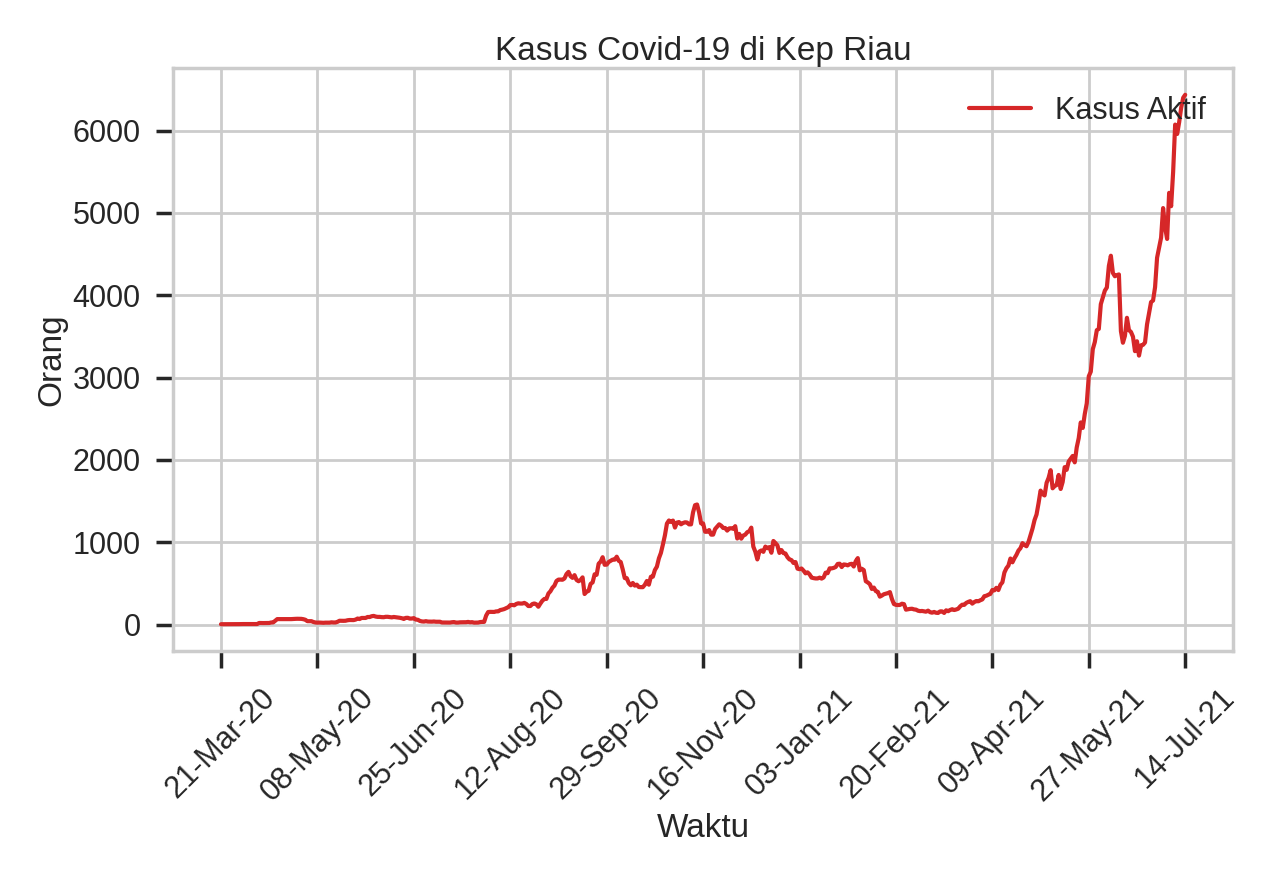 Kasus Covid-19 di Kep Riau
Kasus Aktif
6000
5000
4000
3000
2000
1000
0
Orang
21-Mar-20
08-May-20
25-Jun-20
12-Aug-20
29-Sep-20
16-Nov-20
03-Jan-21
20-Feb-21
09-Apr-21
27-May-21
14-Jul-21
Waktu